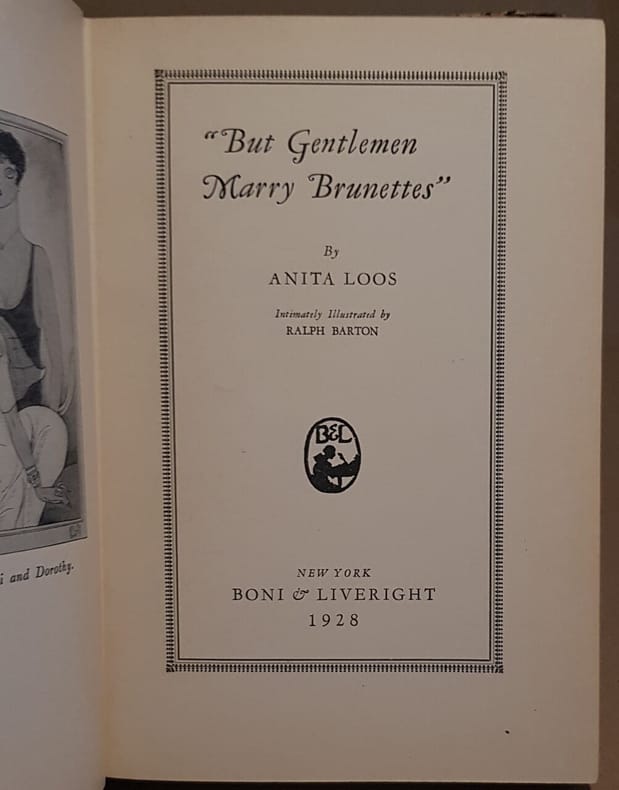 “But Gentlemen
Marry Brunettes”
By
ANITA LOOS
Intimately Illustrated by
RALPH BARTON
B&L
NEW YORK
BONI & LIVERIGHT
1928
and Dorothy.